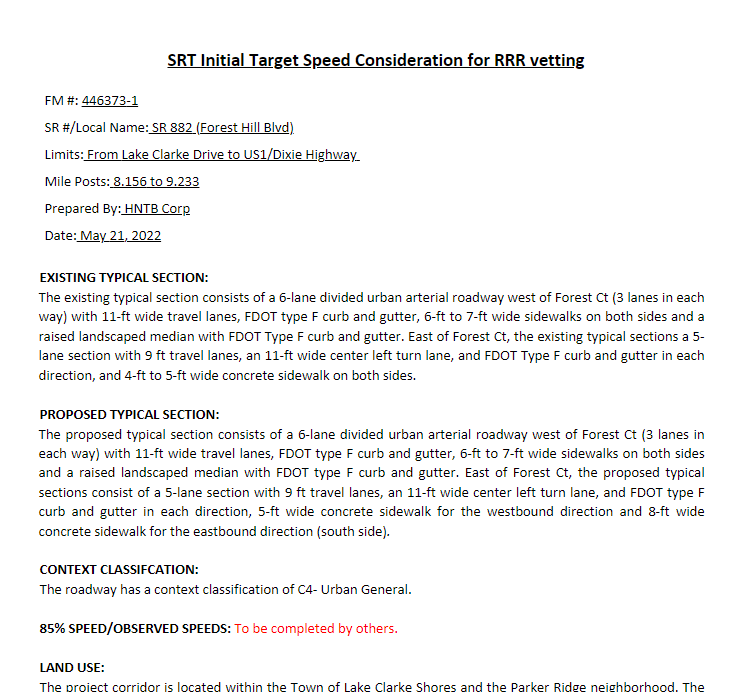 SRT Initial Target Speed Consideration for RRR vetting
FM #: 446373-1
SR #/Local Name: SR 882 (Forest Hill Blvd)
Limits: From Lake Clarke Drive to US1/Dixie Highway
Mile Posts: 8.156 to 9.233
Prepared By: HNTB Corp
Date: May 21, 2022
EXISTING TYPICAL SECTION:
The existing typical section consists of a 6-lane divided urban arterial roadway west of Forest Ct (3 lanes in each
way) with 11-ft wide travel lanes, FDOT type F curb and gutter, 6-ft to 7-ft wide sidewalks on both sides and a
raised landscaped median with FDOT Type F curb and gutter. East of Forest Ct, the existing typical sections a 5-
lane section with 9 ft travel lanes, an 11-ft wide center left turn lane, and FDOT Type F curb and gutter in each
direction, and 4-ft to 5-ft wide concrete sidewalk on both sides.
PROPOSED TYPICAL SECTION:
The proposed typical section consists of a 6-lane divided urban arterial roadway west of Forest Ct (3 lanes in
each way) with 11-ft wide travel lanes, FDOT type F curb and gutter, 6-ft to 7-ft wide sidewalks on both sides
and a raised landscaped median with FDOT type F curb and gutter. East of Forest Ct, the proposed typical
sections consist of a 5-lane section with 9 ft travel lanes, an 11-ft wide center left turn lane, and FDOT type F
curb and gutter in each direction, 5-ft wide concrete sidewalk for the westbound direction and 8-ft wide
concrete sidewalk for the eastbound direction (south side).
CONTEXT CLASSIFCATION:
The roadway has a context classification of C4- Urban General.
85% SPEED/OBSERVED SPEEDS: To be completed by others.
LAND USE:
The project corridor is located within the Town of Lake Clarke Shores and the Parker Ridge neighborhood. The